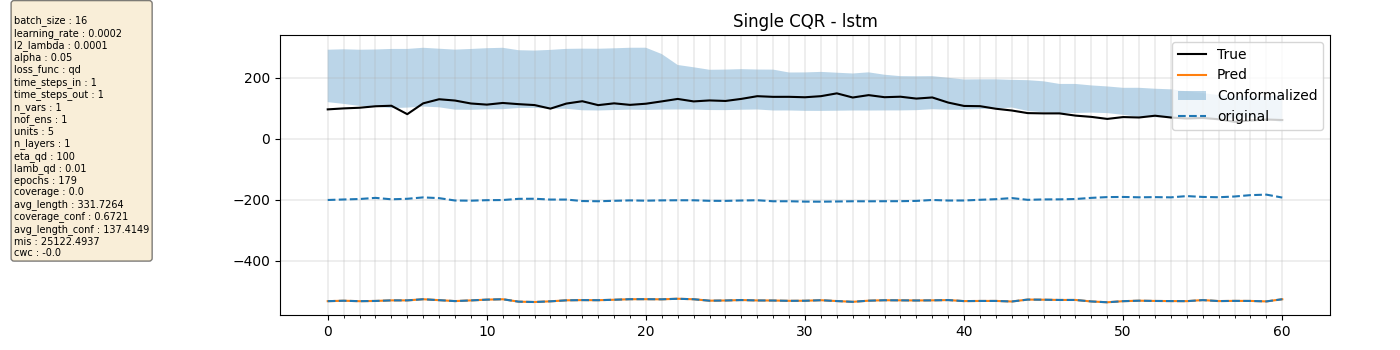 batch_size : 16
learning_rate : 0.0002
l2_lambda : 0.0001
alpha : 0.05
loss_func : qd
time_steps_in : 1
time_steps_out : 1
n_vars : 1
nof_ens : 1
units : 5
n_layers : 1
eta_qd : 100
lamb_qd : 0.01
epochs : 179
coverage : 0.0
avg_length : 331.7264
coverage_conf : 0.6721
avg_length_conf : 137.4149
mis : 25122.4937
cwc : -0.0
Single CQR - lstm
200
0
−200
−400
True
Pred
Conformalized
original
0 10 20 30 40 50 60